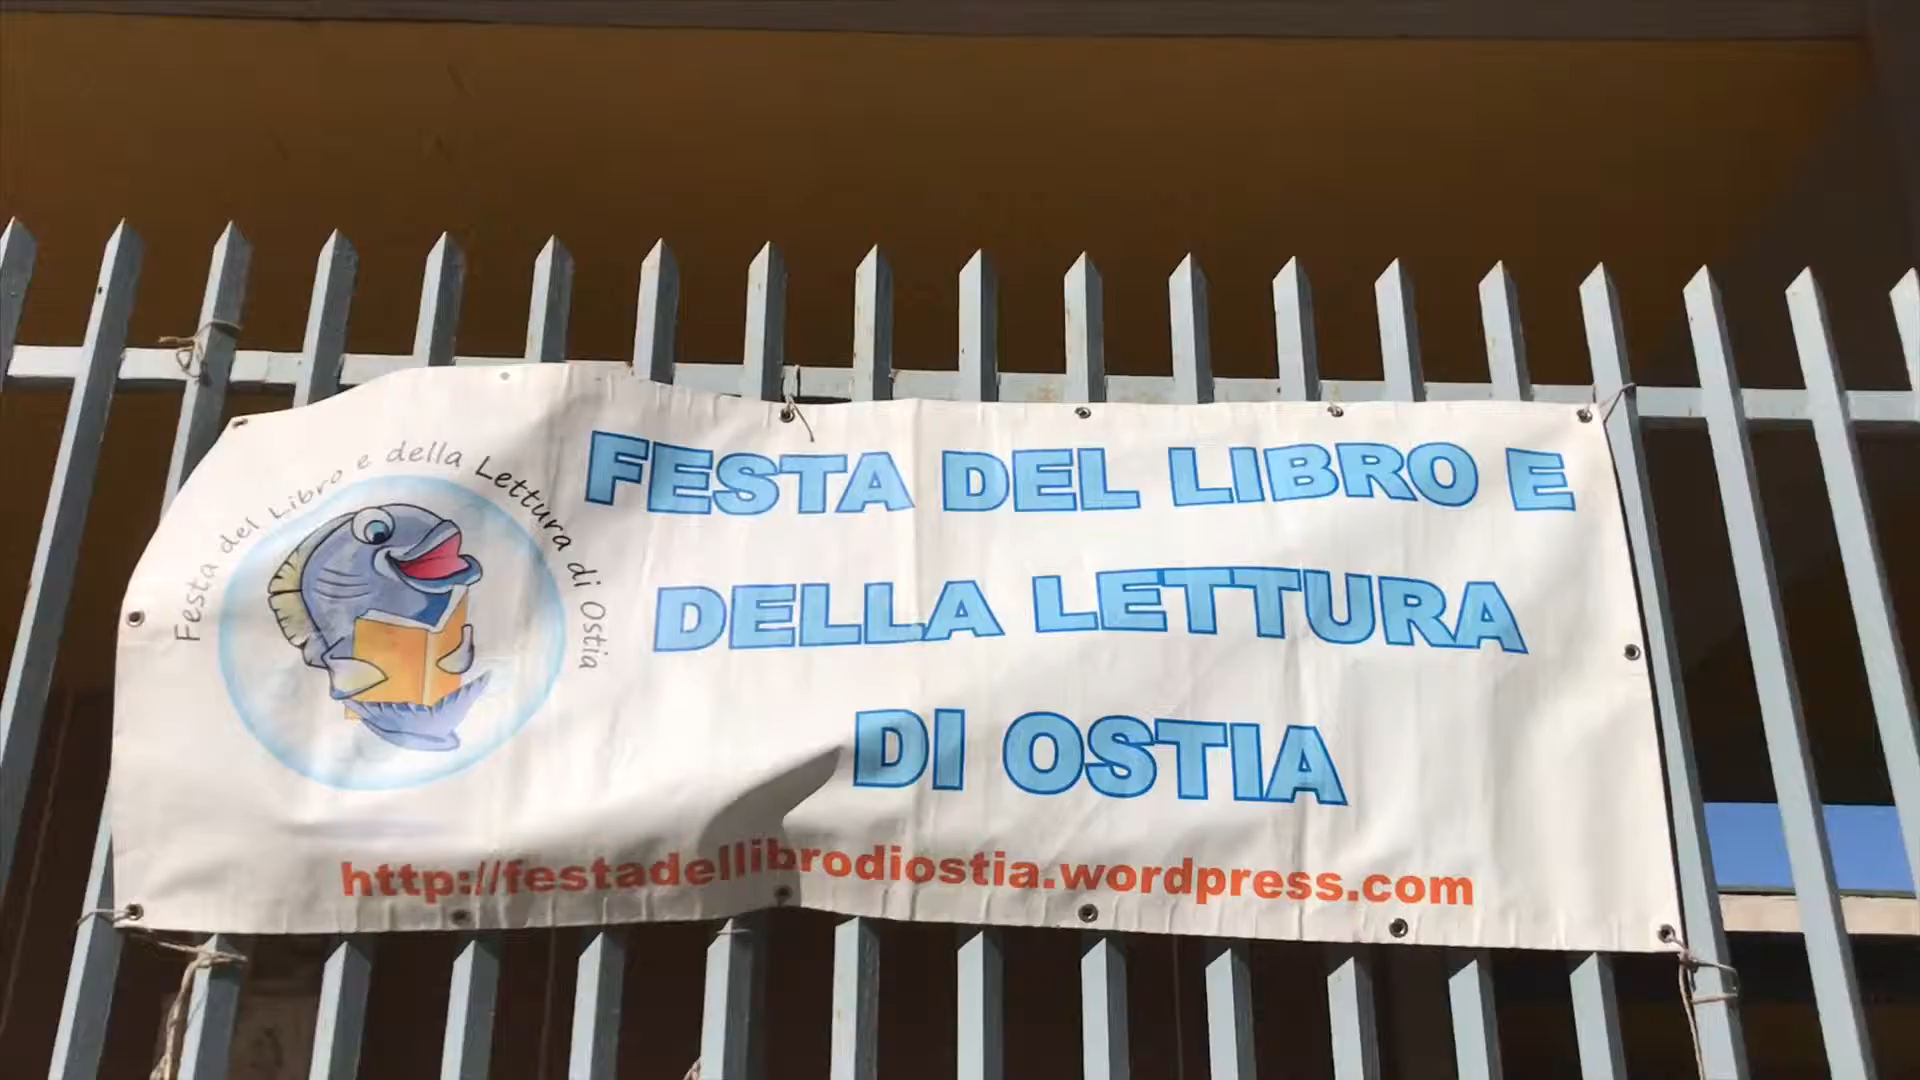 Festa del Libro e della Lettura di Ostia
FESTA DEL LIBRO E
DELLA LETTURA
DI OSTIA
http://festadellibrodiostia.wordpress.com